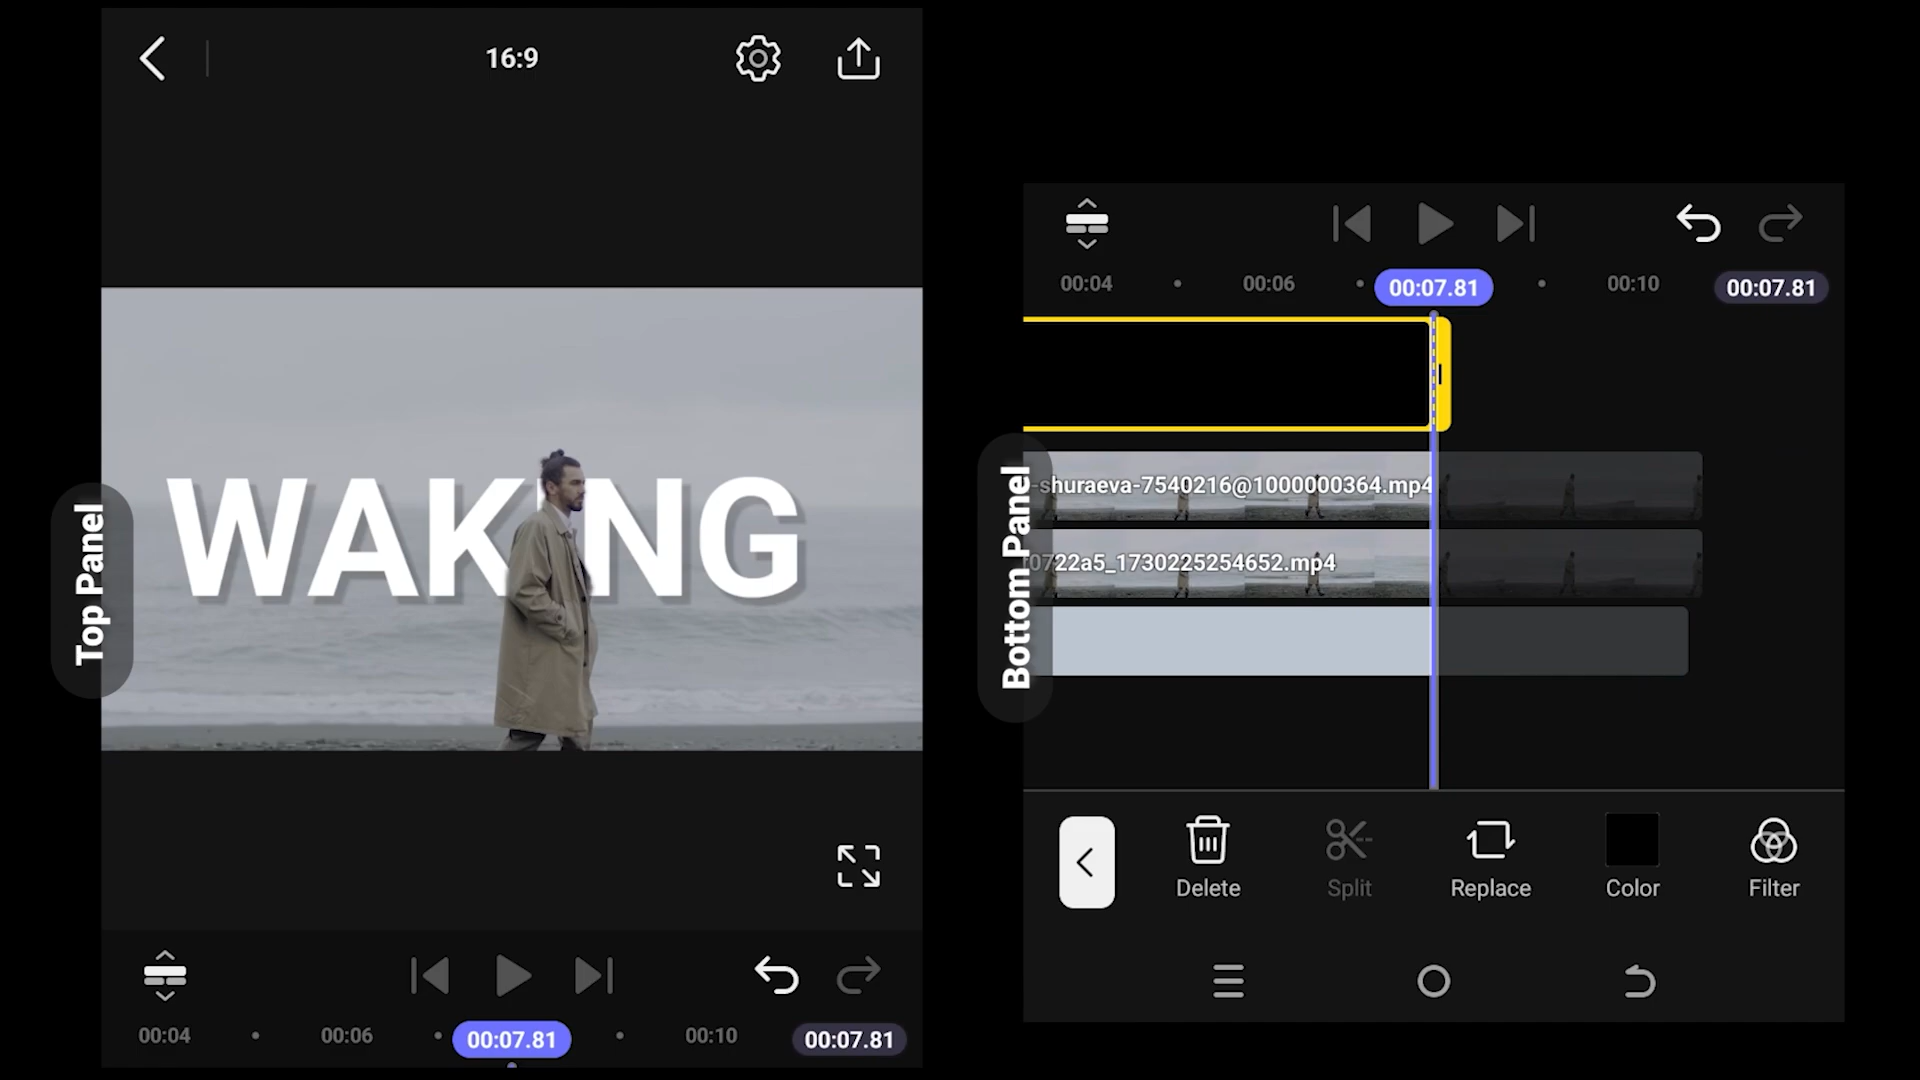 16:9
WAKNG
Top Panel
00:04
00:06
00:07.81
00:10
00:07.81
00:04
00:06
00:07.81
00:10
00:07.81
-shuraeva-7540216@1000000364.mp4
0722a5_1730225254652.mp4
Bottom Panel
Delete
Split
Replace
Color
Filter